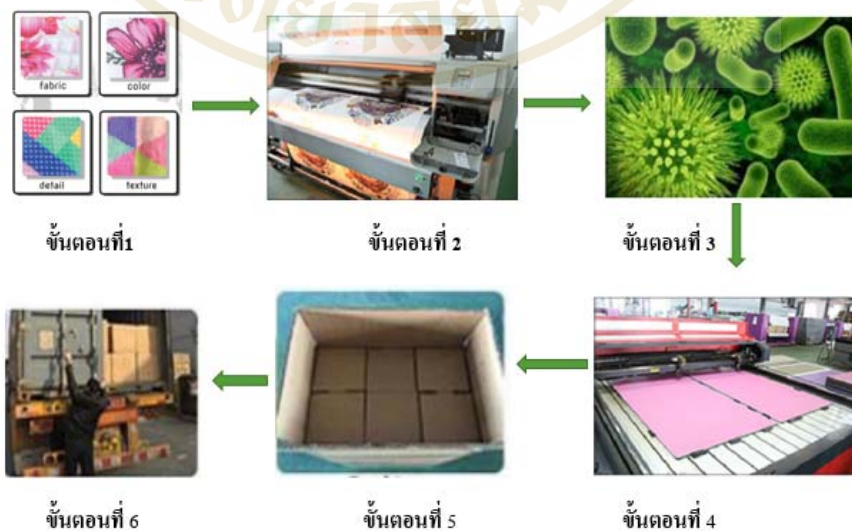 fabric
color
detail
texture
ขั้นตอนที่1
ขั้นตอนที่ 2
ขั้นตอนที่ 3
ขั้นตอนที่ 6
ขั้นตอนที่ 5
ขั้นตอนที่ 4